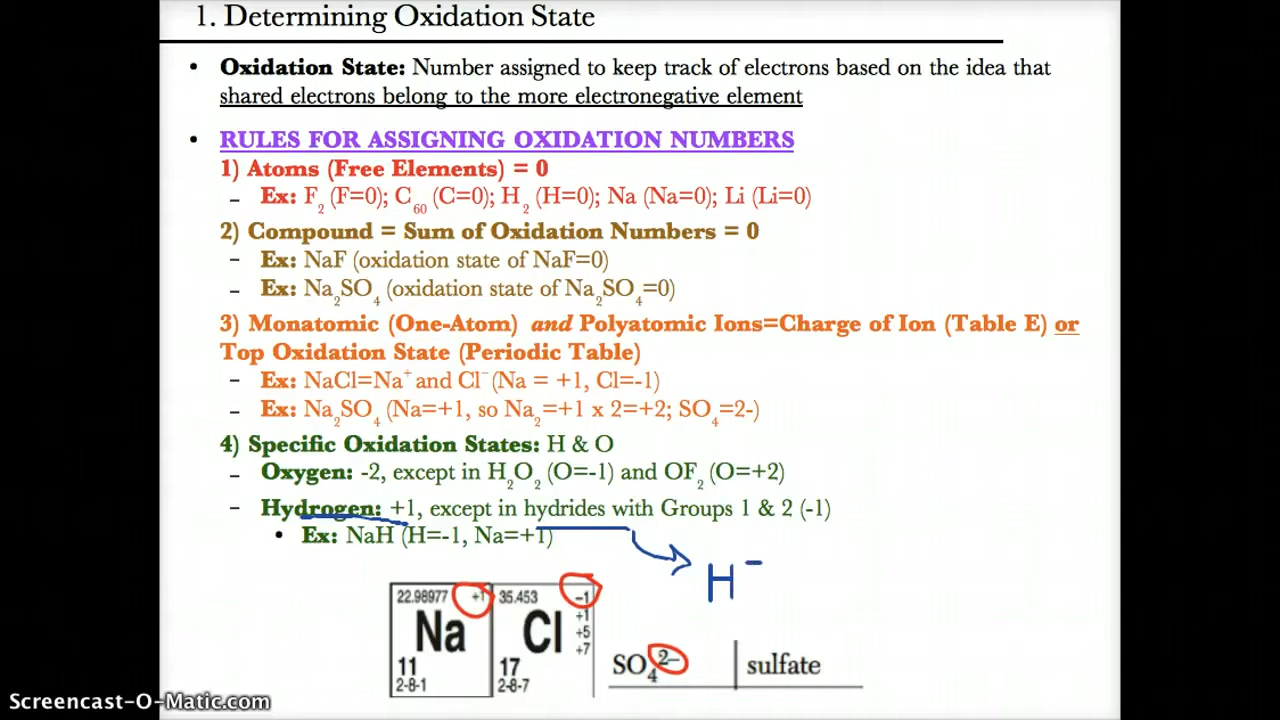 1. Determining Oxidation State
• Oxidation State: Number assigned to keep track of electrons based on the idea that
shared electrons belong to the more electronegative element
• RULES FOR ASSIGNING OXIDATION NUMBERS
1) Atoms (Free Elements) = 0
– Ex: F₂ (F=0); C₆₀ (C=0); H₂ (H=0); Na (Na=0); Li (Li=0)
2) Compound = Sum of Oxidation Numbers = 0
– Ex: NaF (oxidation state of NaF=0)
– Ex: Na₂SO₄ (oxidation state of Na₂SO₄=0)
3) Monatomic (One-Atom) and Polyatomic Ions=Charge of Ion (Table E) or
Top Oxidation State (Periodic Table)
– Ex: NaCl=Na⁺ and Cl⁻ (Na = +1, Cl=-1)
– Ex: Na₂SO₄ (Na=+1, so Na₂=+1 x 2=+2; SO₄=2-)
4) Specific Oxidation States: H & O
– Oxygen: -2, except in H₂O₂ (O=-1) and OF₂ (O=+2)
– Hydrogen: +1, except in hydrides with Groups 1 & 2 (-1)
• Ex: NaH (H=-1, Na=+1)
H⁻
22.98977 +1
Na
11
2-8-1
35.453 –1
+1
+5
+7
Cl
17
2-8-7
SO₄²⁻ sulfate
Screencast-O-Matic.com